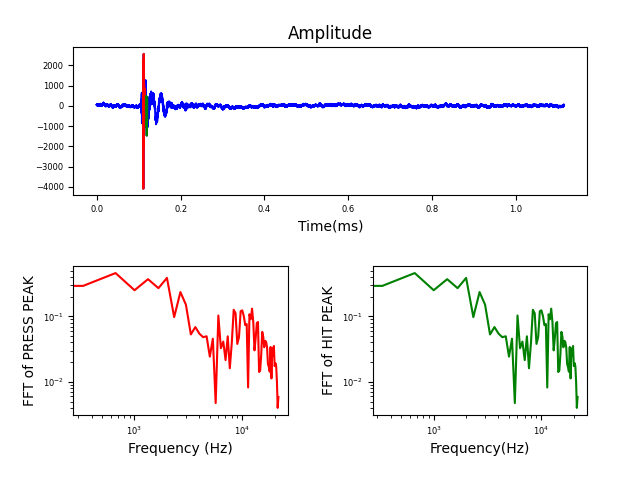 Amplitude
2000
1000
0
−1000
−2000
−3000
−4000
0.0 0.2 0.4 0.6 0.8 1.0
Time(ms)
FFT of PRESS PEAK
10⁻¹
10⁻²
10³ 10⁴
Frequency (Hz)
FFT of HIT PEAK
10⁻¹
10⁻²
10³ 10⁴
Frequency(Hz)